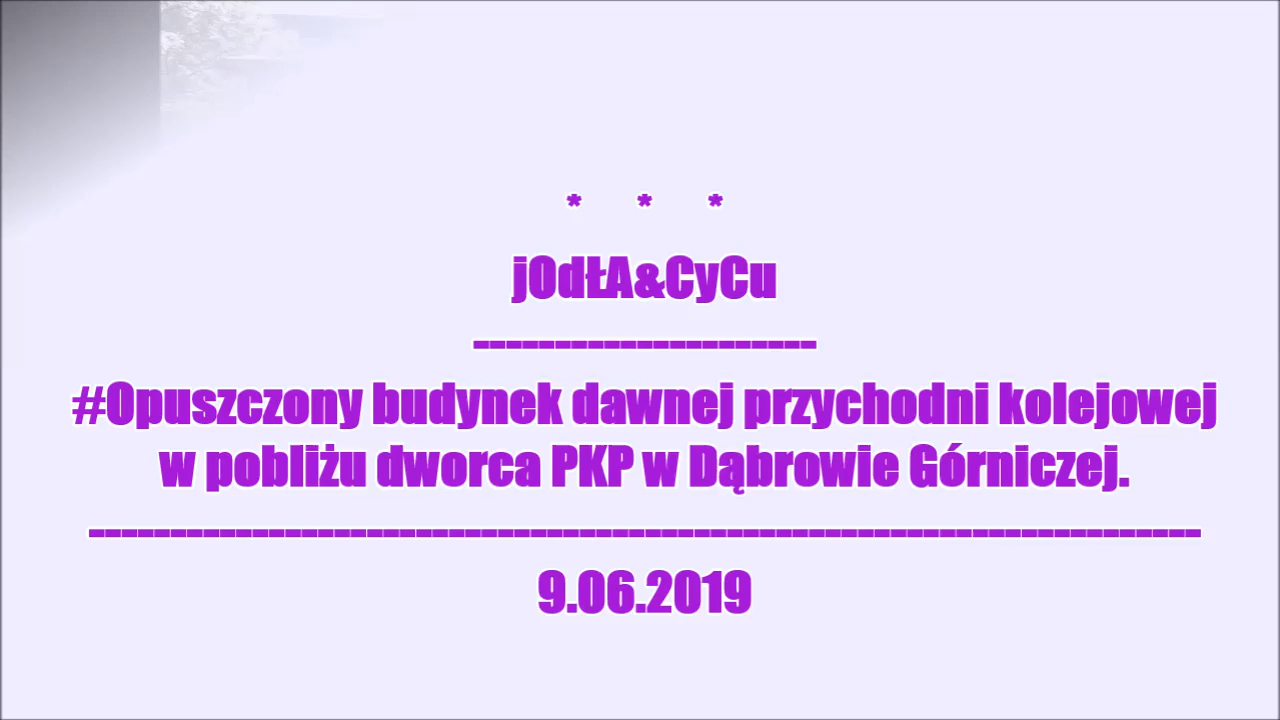 * * *
jOdŁA&CyCu
---------------------
#Opuszczony budynek dawnej przychodni kolejowej
w pobliżu dworca PKP w Dąbrowie Górniczej.
--------------------------------------------------------------------
9.06.2019